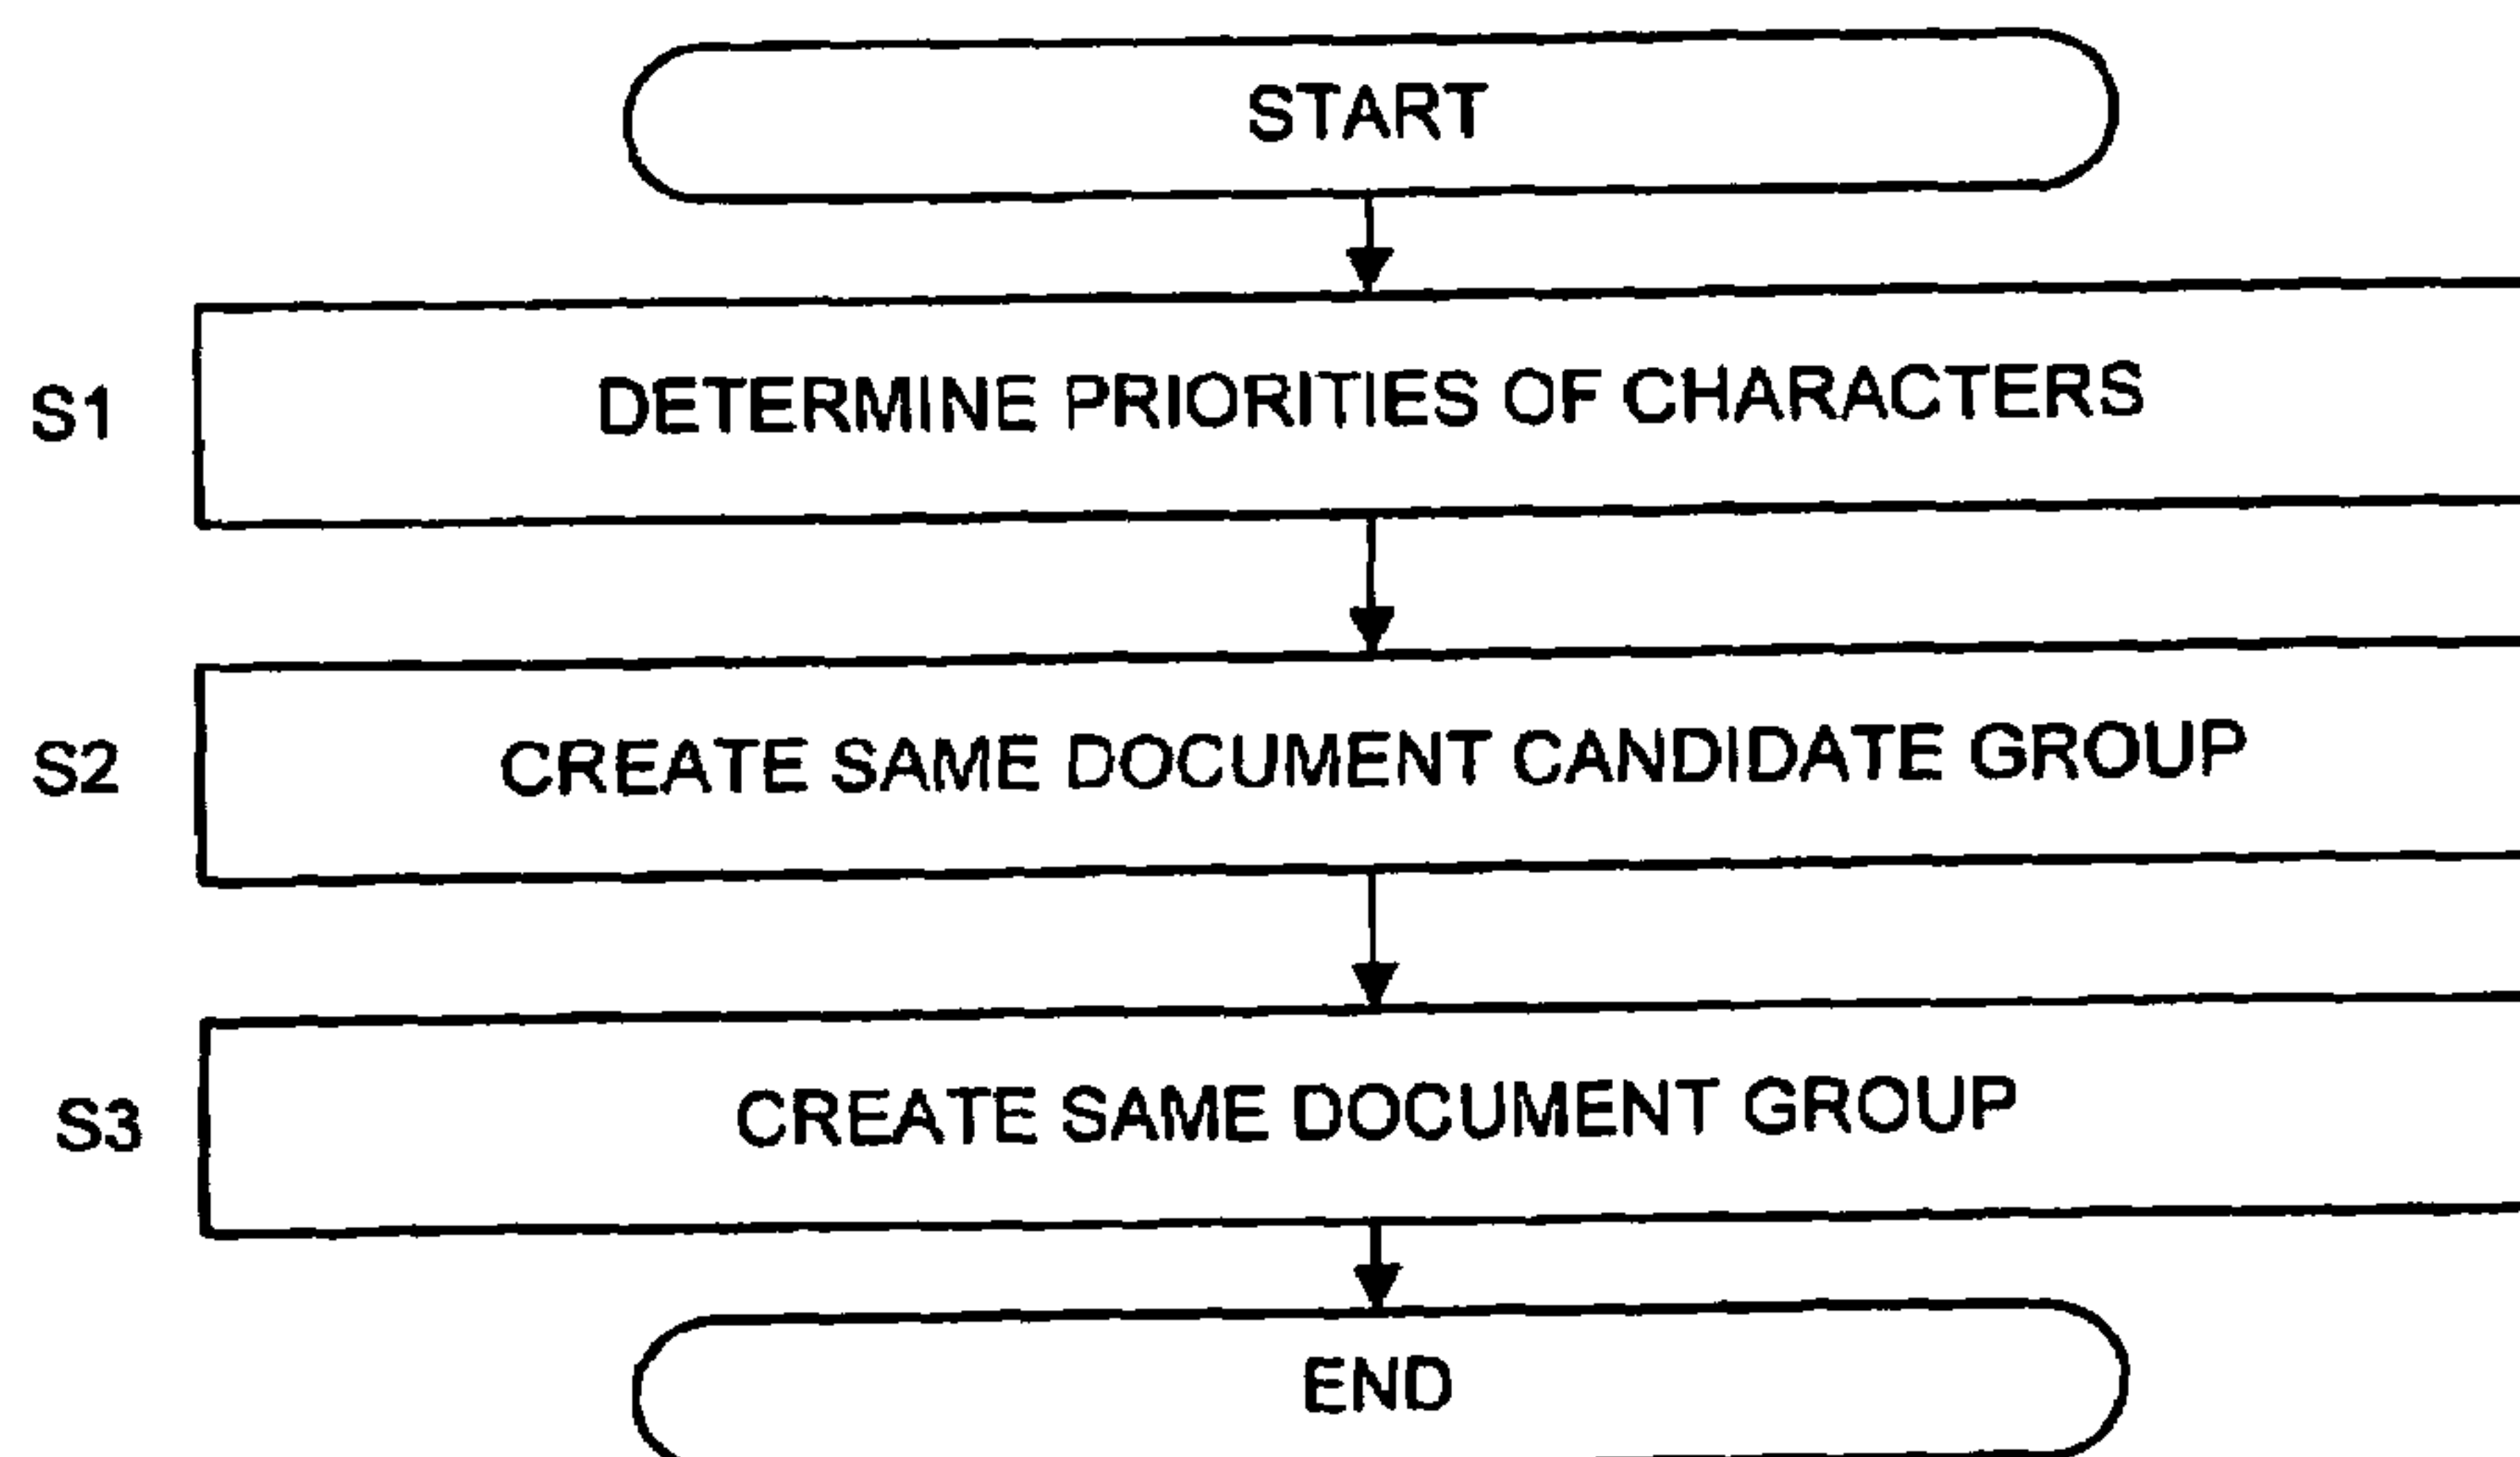 START
S1 DETERMINE PRIORITIES OF CHARACTERS
S2 CREATE SAME DOCUMENT CANDIDATE GROUP
S3 CREATE SAME DOCUMENT GROUP
END